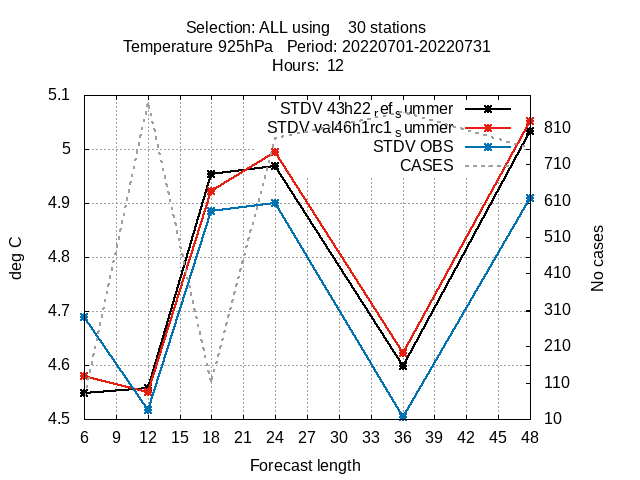 Selection: ALL using    30 stations
Temperature 925hPa   Period: 20220701-20220731
Hours:  12
5.1
5
4.9
4.8
4.7
4.6
4.5
deg C
STDV 43h22ref_summer
STDV val46h1rc1_summer
STDV OBS
CASES
810
710
610
510
410
310
210
110
10
No cases
6 9 12 15 18 21 24 27 30 33 36 39 42 45 48
Forecast length